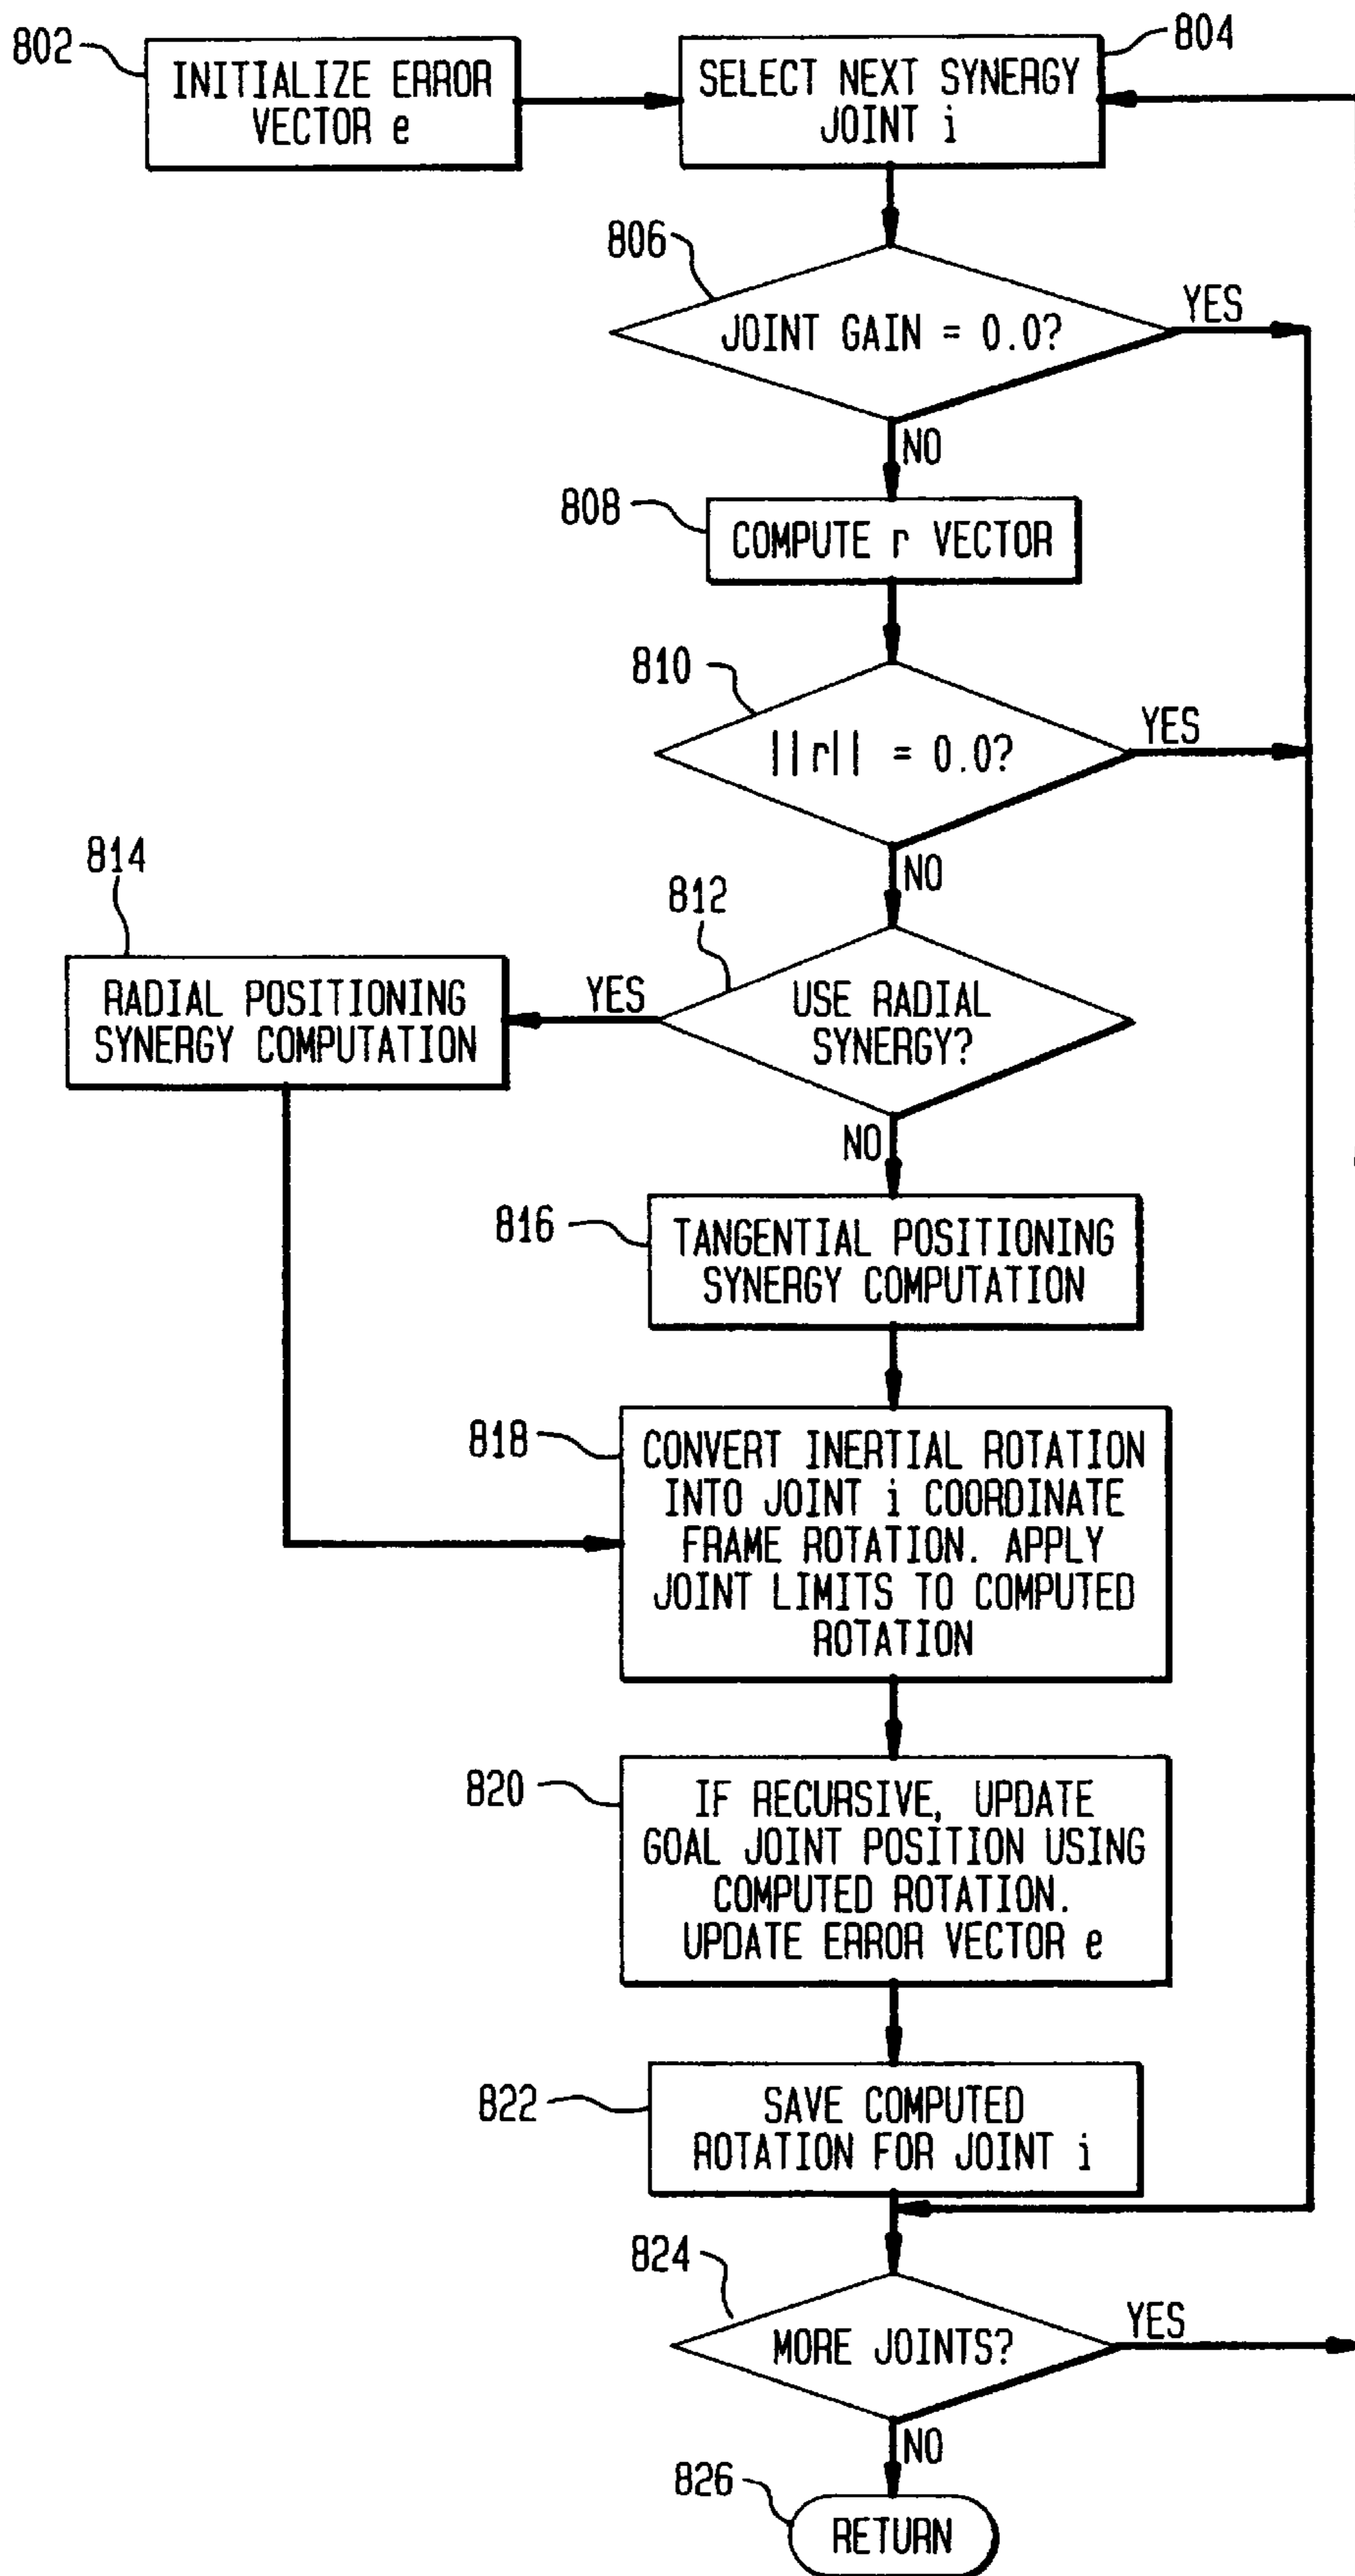 802
INITIALIZE ERROR
VECTOR e
804
SELECT NEXT SYNERGY
JOINT i
806
JOINT GAIN = 0.0?
YES
NO
808
COMPUTE r VECTOR
810
||r|| = 0.0?
YES
NO
812
USE RADIAL
SYNERGY?
YES
814
RADIAL POSITIONING
SYNERGY COMPUTATION
NO
816
TANGENTIAL POSITIONING
SYNERGY COMPUTATION
818
CONVERT INERTIAL ROTATION
INTO JOINT i COORDINATE
FRAME ROTATION. APPLY
JOINT LIMITS TO COMPUTED
ROTATION
820
IF RECURSIVE, UPDATE
GOAL JOINT POSITION USING
COMPUTED ROTATION.
UPDATE ERROR VECTOR e
822
SAVE COMPUTED
ROTATION FOR JOINT i
824
MORE JOINTS?
YES
NO
826
RETURN